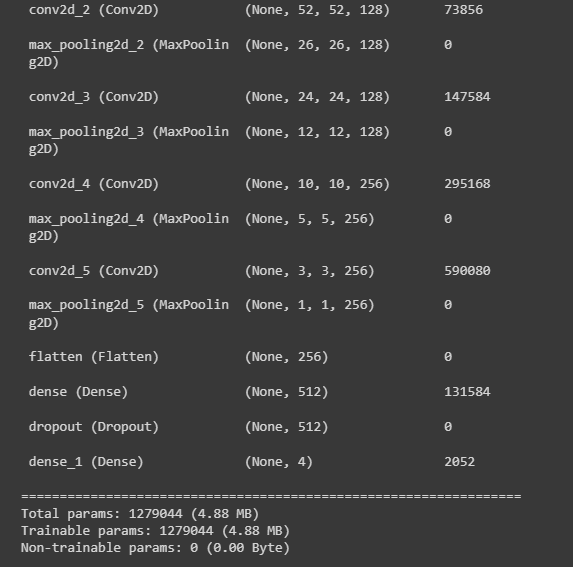 conv2d_2 (Conv2D) (None, 52, 52, 128) 73856
max_pooling2d_2 (MaxPoolin (None, 26, 26, 128) 0
g2D)
conv2d_3 (Conv2D) (None, 24, 24, 128) 147584
max_pooling2d_3 (MaxPoolin (None, 12, 12, 128) 0
g2D)
conv2d_4 (Conv2D) (None, 10, 10, 256) 295168
max_pooling2d_4 (MaxPoolin (None, 5, 5, 256) 0
g2D)
conv2d_5 (Conv2D) (None, 3, 3, 256) 590080
max_pooling2d_5 (MaxPoolin (None, 1, 1, 256) 0
g2D)
flatten (Flatten) (None, 256) 0
dense (Dense) (None, 512) 131584
dropout (Dropout) (None, 512) 0
dense_1 (Dense) (None, 4) 2052
=================================================================
Total params: 1279044 (4.88 MB)
Trainable params: 1279044 (4.88 MB)
Non-trainable params: 0 (0.00 Byte)